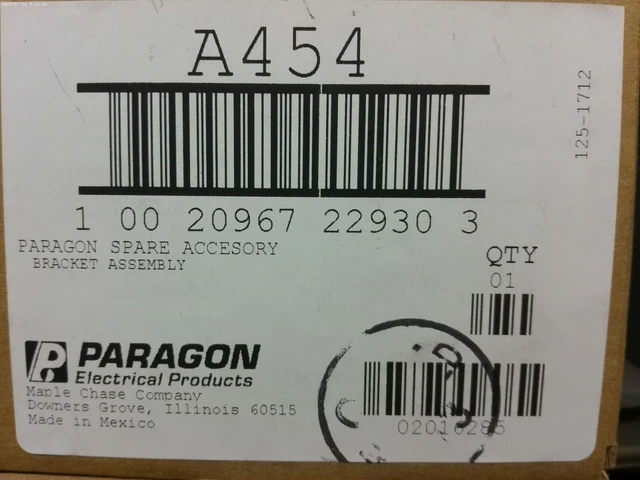 A454
125-1712
1 00 20967 22930 3
PARAGON SPARE ACCESORY
BRACKET ASSEMBLY
QTY
01
PARAGON
Electrical Products
Maple Chase Company
Downers Grove, Illinois 60515
Made in Mexico
02016286